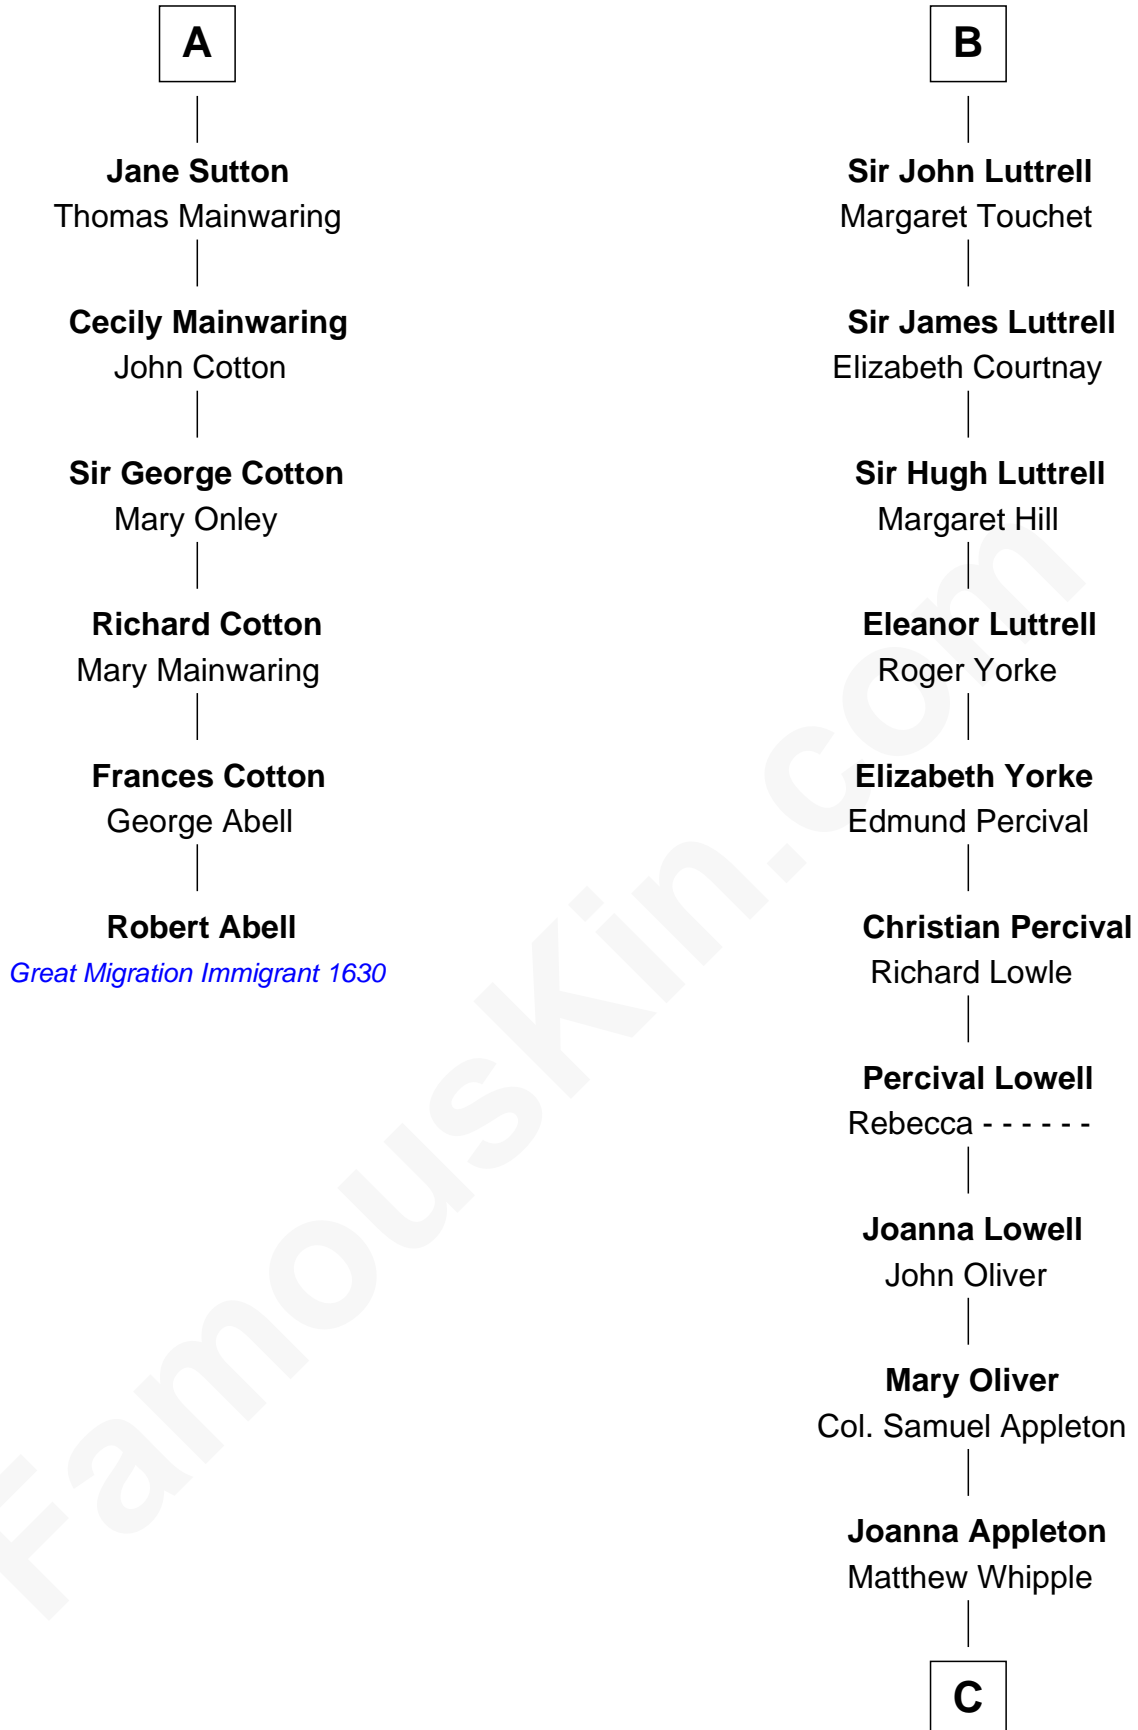 A
Jane Sutton
Thomas Mainwaring
Cecily Mainwaring
John Cotton
Sir George Cotton
Mary Onley
Richard Cotton
Mary Mainwaring
Frances Cotton
George Abell
Robert Abell
Great Migration Immigrant 1630
B
Sir John Luttrell
Margaret Touchet
Sir James Luttrell
Elizabeth Courtnay
Sir Hugh Luttrell
Margaret Hill
Eleanor Luttrell
Roger Yorke
Elizabeth Yorke
Edmund Percival
Christian Percival
Richard Lowle
Percival Lowell
Rebecca - - - - - -
Joanna Lowell
John Oliver
Mary Oliver
Col. Samuel Appleton
Joanna Appleton
Matthew Whipple
C
FamousKin.com